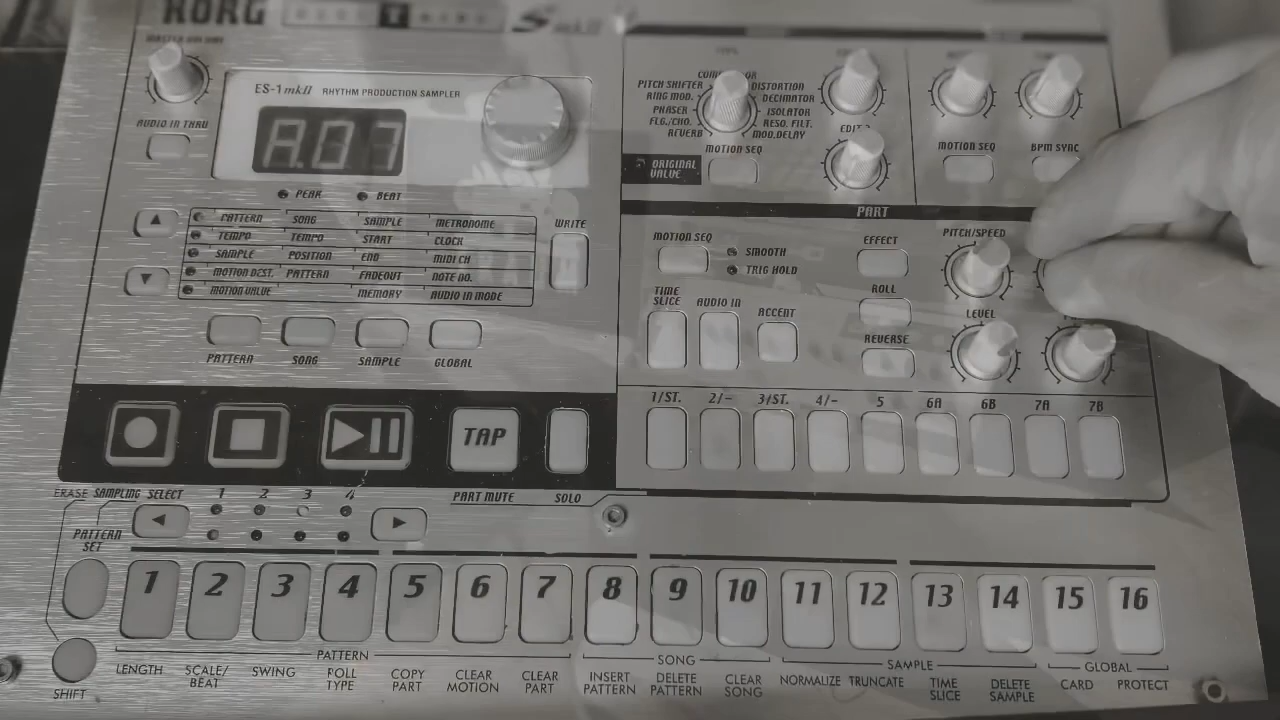 KORG
S mkII
MASTER VOLUME
ES-1mkII RHYTHM PRODUCTION SAMPLER
A.07
AUDIO IN THRU
PEAK BEAT
PATTERN SONG SAMPLE METRONOME
TEMPO TEMPO START CLOCK
SAMPLE POSITION END MIDI CH
MOTION DEST. PATTERN FADEOUT NOTE NO.
MOTION VALUE MEMORY AUDIO IN MODE
WRITE
PATTERN SONG SAMPLE GLOBAL
PITCH SHIFTER
RING MOD.
PHASER
FLG./CHO.
REVERB
DISTORTION
DECIMATOR
ISOLATOR
RESO. FILT.
MOD.DELAY
MOTION SEQ
ORIGINAL
VALUE
MOTION SEQ BPM SYNC
PART
MOTION SEQ
SMOOTH
TRIG HOLD
TIME
SLICE
AUDIO IN
ACCENT
EFFECT
ROLL
REVERSE
PITCH/SPEED
LEVEL
1/ST. 2/– 3/ST. 4/– 5 6A 6B 7A 7B
TAP
PART MUTE SOLO
ERASE SAMPLING SELECT 1 2 3 4
PATTERN
SET
1 2 3 4 5 6 7 8 9 10 11 12 13 14 15 16
PATTERN SONG SAMPLE GLOBAL
LENGTH
SCALE/
BEAT
SWING
ROLL
TYPE
COPY
PART
CLEAR
MOTION
CLEAR
PART
INSERT
PATTERN
DELETE
PATTERN
CLEAR
SONG
NORMALIZE
TRUNCATE
TIME
SLICE
DELETE
SAMPLE
CARD
PROTECT
SHIFT